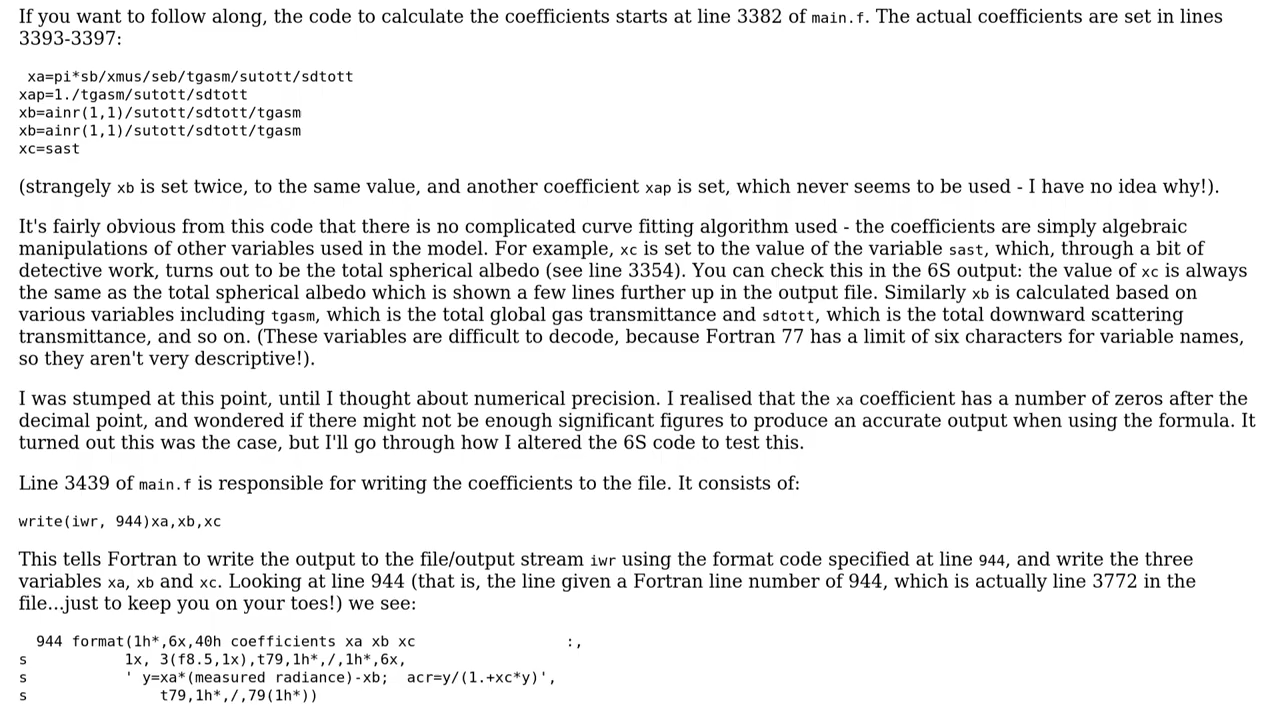 If you want to follow along, the code to calculate the coefficients starts at line 3382 of main.f. The actual coefficients are set in lines
3393-3397:
xa=pi*sb/xmus/seb/tgasm/sutott/sdtott
xap=1./tgasm/sutott/sdtott
xb=ainr(1,1)/sutott/sdtott/tgasm
xb=ainr(1,1)/sutott/sdtott/tgasm
xc=sast
(strangely xb is set twice, to the same value, and another coefficient xap is set, which never seems to be used - I have no idea why!).
It's fairly obvious from this code that there is no complicated curve fitting algorithm used - the coefficients are simply algebraic
manipulations of other variables used in the model. For example, xc is set to the value of the variable sast, which, through a bit of
detective work, turns out to be the total spherical albedo (see line 3354). You can check this in the 6S output: the value of xc is always
the same as the total spherical albedo which is shown a few lines further up in the output file. Similarly xb is calculated based on
various variables including tgasm, which is the total global gas transmittance and sdtott, which is the total downward scattering
transmittance, and so on. (These variables are difficult to decode, because Fortran 77 has a limit of six characters for variable names,
so they aren't very descriptive!).
I was stumped at this point, until I thought about numerical precision. I realised that the xa coefficient has a number of zeros after the
decimal point, and wondered if there might not be enough significant figures to produce an accurate output when using the formula. It
turned out this was the case, but I'll go through how I altered the 6S code to test this.
Line 3439 of main.f is responsible for writing the coefficients to the file. It consists of:
write(iwr, 944)xa,xb,xc
This tells Fortran to write the output to the file/output stream iwr using the format code specified at line 944, and write the three
variables xa, xb and xc. Looking at line 944 (that is, the line given a Fortran line number of 944, which is actually line 3772 in the
file...just to keep you on your toes!) we see:
944 format(1h*,6x,40h coefficients xa xb xc                 :,
s           1x, 3(f8.5,1x),t79,1h*,/,1h*,6x,
s           ' y=xa*(measured radiance)-xb;  acr=y/(1.+xc*y)',
s               t79,1h*,/,79(1h*))